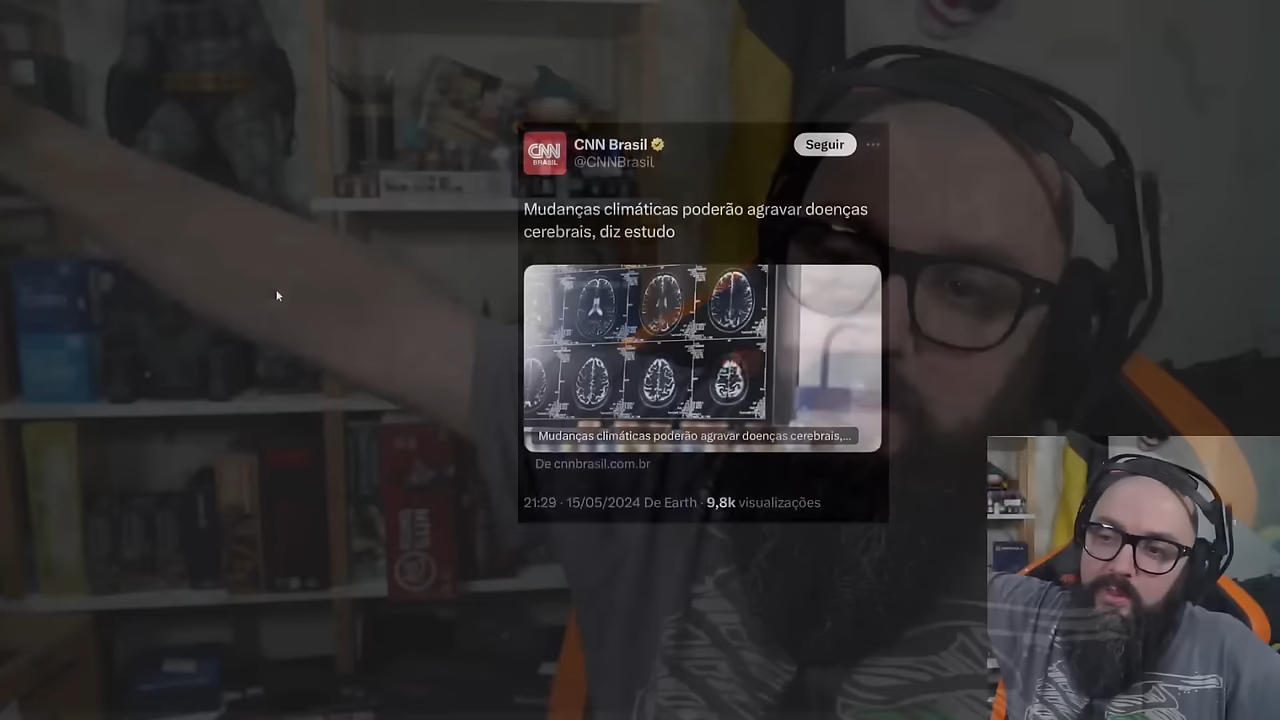 CNN Brasil
Seguir
@CNNBrasil
Mudanças climáticas poderão agravar doenças
cerebrais, diz estudo
Mudanças climáticas poderão agravar doenças cerebrais,...
De cnnbrasil.com.br
21:29 · 15/05/2024 De Earth · 9,8k visualizações
CNN
BRASIL